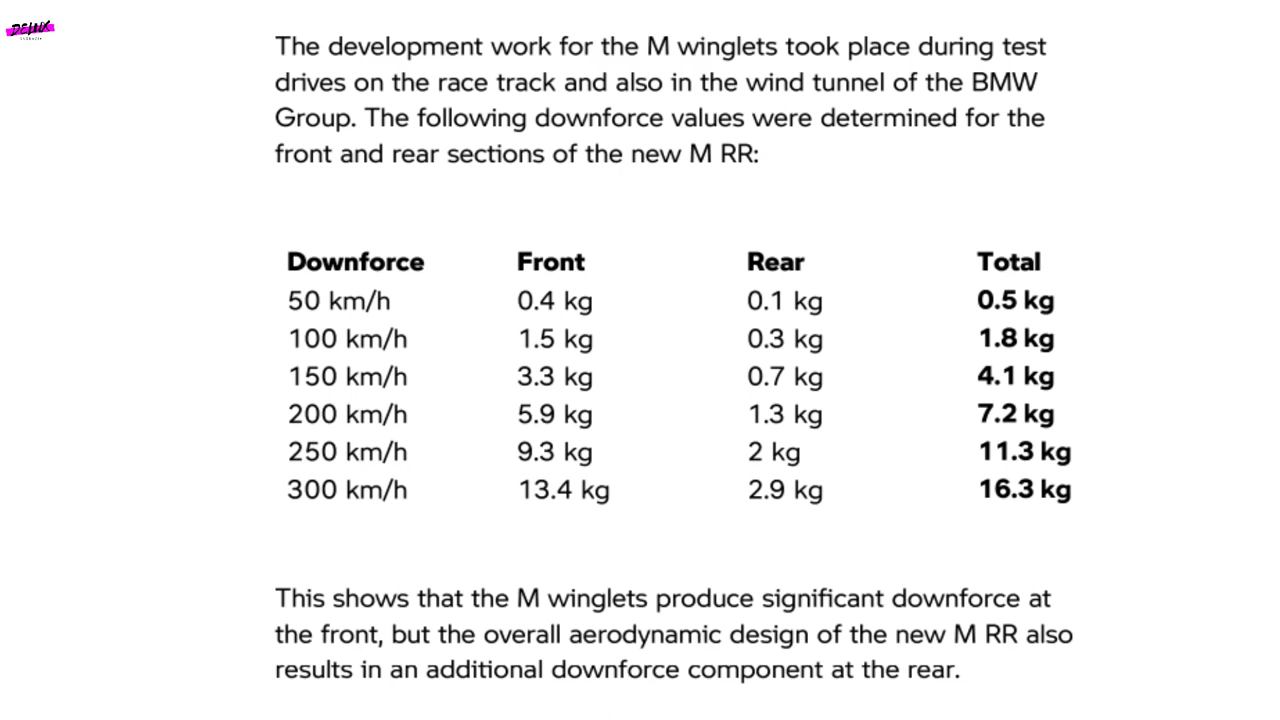 DELUX
The development work for the M winglets took place during test
drives on the race track and also in the wind tunnel of the BMW
Group. The following downforce values were determined for the
front and rear sections of the new M RR:
Downforce Front Rear Total
50 km/h 0.4 kg 0.1 kg 0.5 kg
100 km/h 1.5 kg 0.3 kg 1.8 kg
150 km/h 3.3 kg 0.7 kg 4.1 kg
200 km/h 5.9 kg 1.3 kg 7.2 kg
250 km/h 9.3 kg 2 kg 11.3 kg
300 km/h 13.4 kg 2.9 kg 16.3 kg
This shows that the M winglets produce significant downforce at
the front, but the overall aerodynamic design of the new M RR also
results in an additional downforce component at the rear.